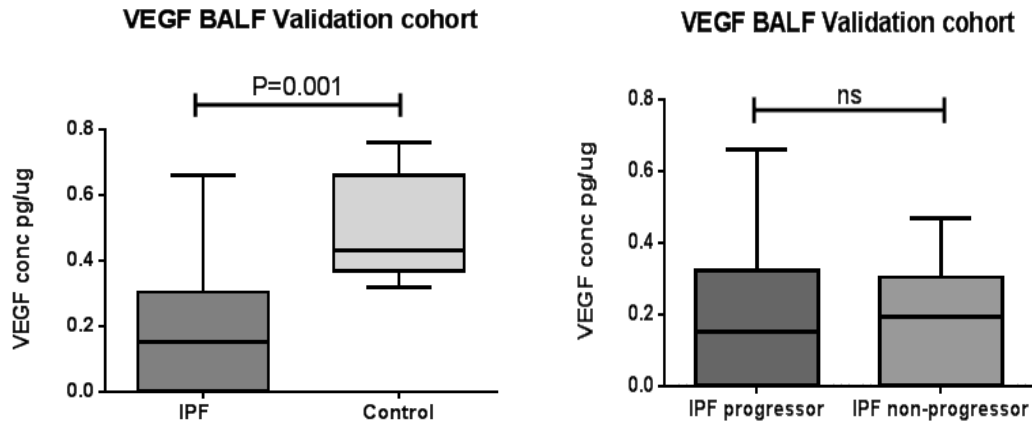 VEGF BALF Validation cohort
P=0.001
VEGF conc pg/ug
0.8
0.6
0.4
0.2
0.0
IPF
Control
VEGF BALF Validation cohort
ns
VEGF conc pg/ug
0.8
0.6
0.4
0.2
0.0
IPF progressor
IPF non-progressor